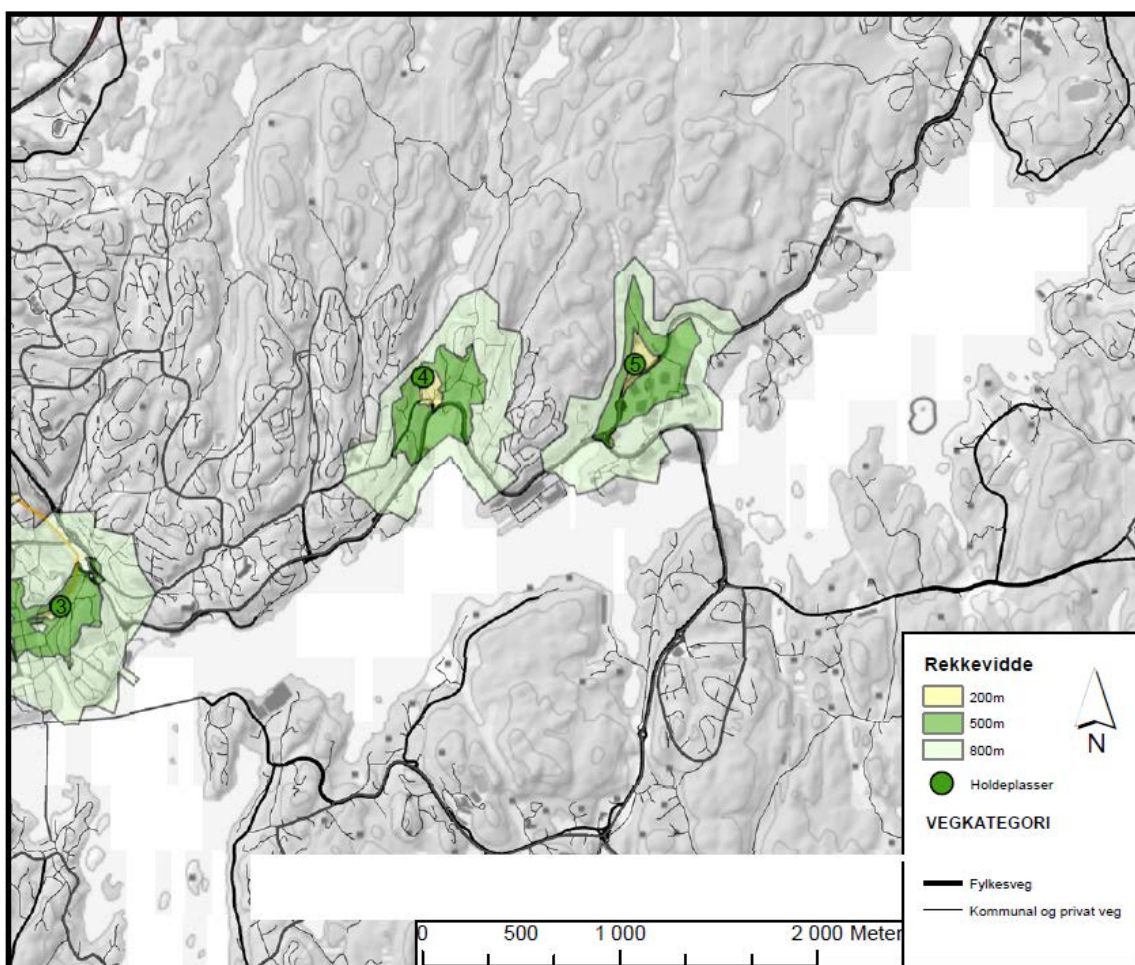 4
5
3
Rekkevidde
200m
500m
800m
N
Holdeplasser
VEGKATEGORI
Fylkesveg
Kommunal og privat veg
0 500 1 000 2 000 Meter